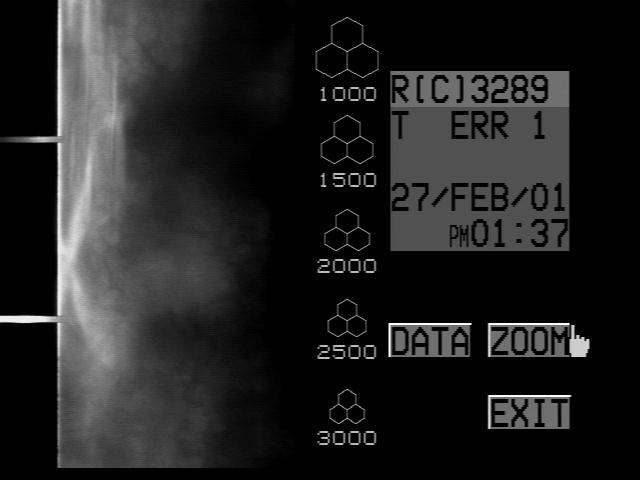 1000
1500
2000
2500
3000
R(C)3289
T ERR 1
27/FEB/01
PM01:37
DATA ZOOM
EXIT